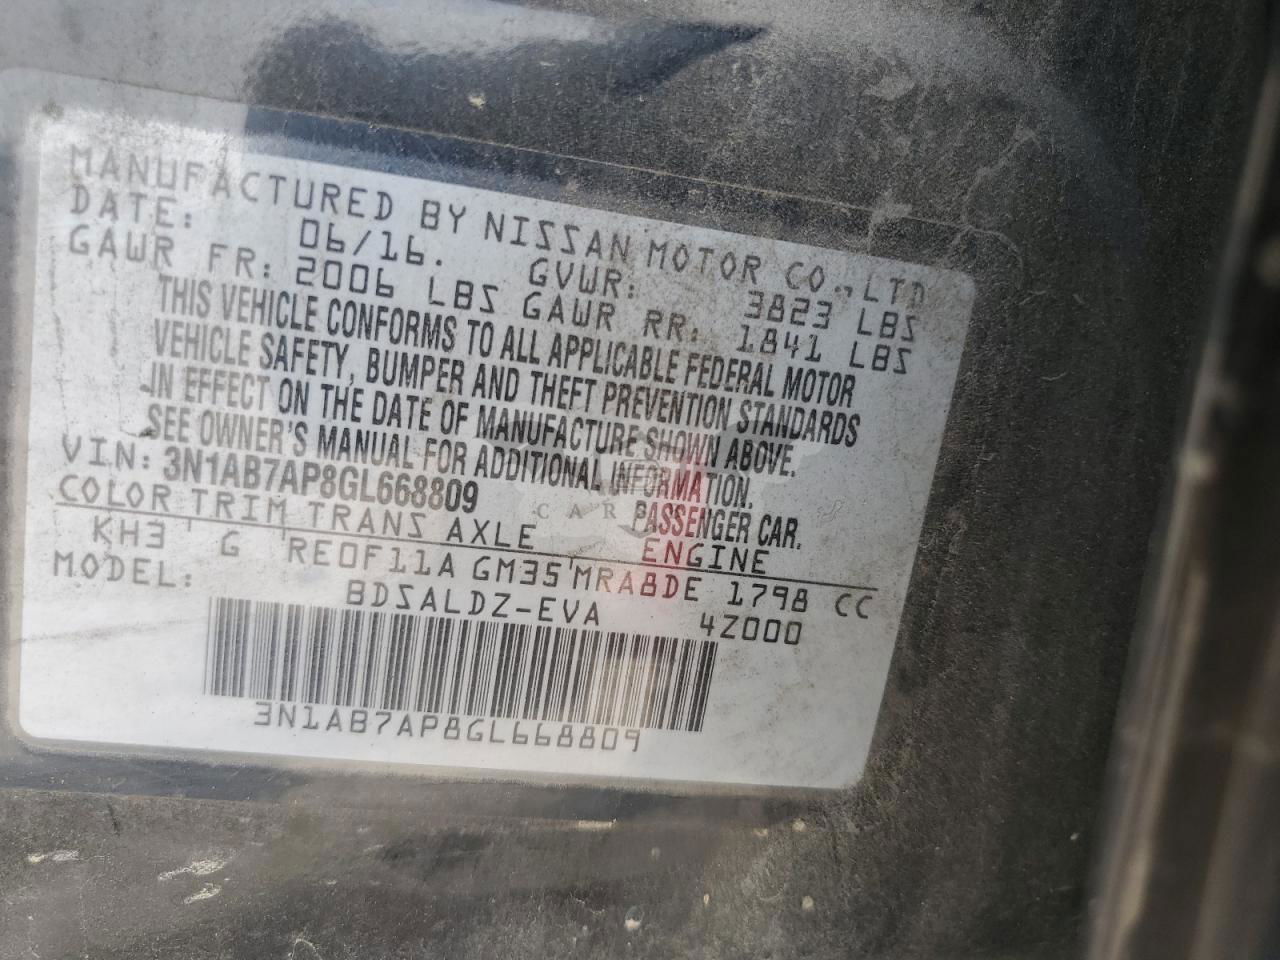 MANUFACTURED BY NISSAN MOTOR CO., LTD
DATE: 06/16. GVWR: 3823 LBS
GAWR FR: 2006 LBS GAWR RR: 1841 LBS
THIS VEHICLE CONFORMS TO ALL APPLICABLE FEDERAL MOTOR
VEHICLE SAFETY, BUMPER AND THEFT PREVENTION STANDARDS
IN EFFECT ON THE DATE OF MANUFACTURE SHOWN ABOVE.
SEE OWNER'S MANUAL FOR ADDITIONAL INFORMATION.
VIN: 3N1AB7AP8GL668809 PASSENGER CAR.
COLOR TRIM TRANS AXLE ENGINE
KH3 G RE0F11A GM35 MRA8DE 1798 CC
MODEL: BDSALDZ-EVA 4Z000
3N1AB7AP8GL668809